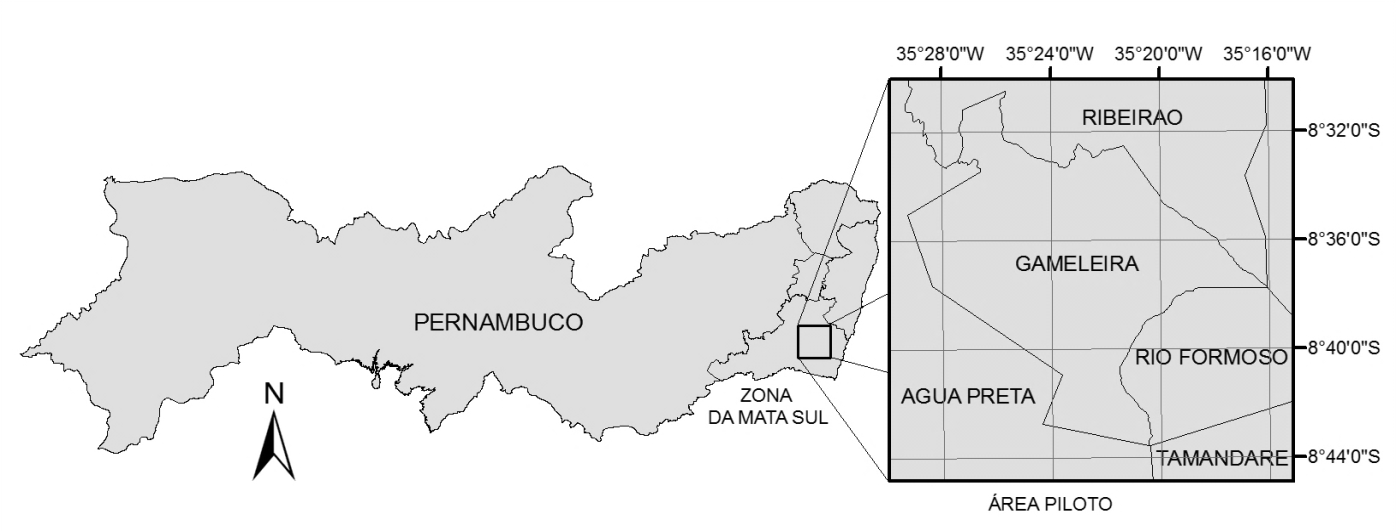 35°28'0"W 35°24'0"W 35°20'0"W 35°16'0"W
RIBEIRAO
8°32'0"S
8°36'0"S
GAMELEIRA
PERNAMBUCO
8°40'0"S
RIO FORMOSO
N
ZONA
DA MATA SUL
AGUA PRETA
TAMANDARE
8°44'0"S
ÁREA PILOTO